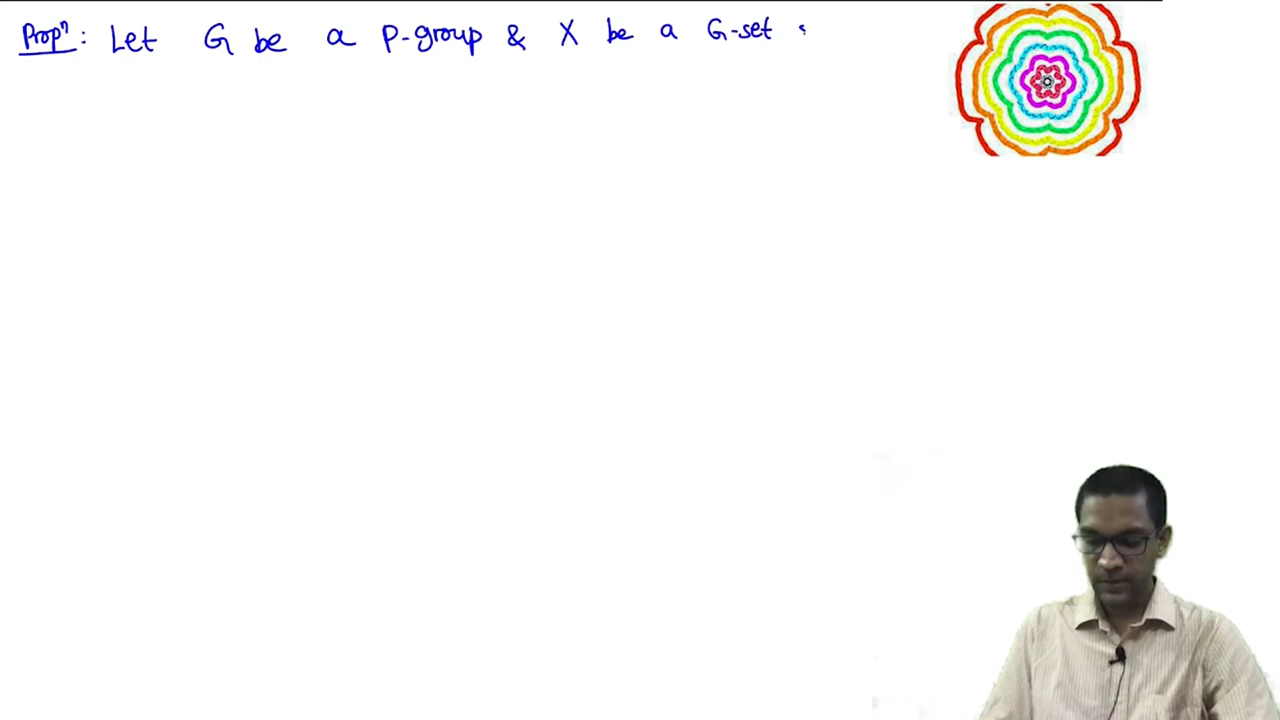 Propⁿ: Let G be a p-group & X be a G-set